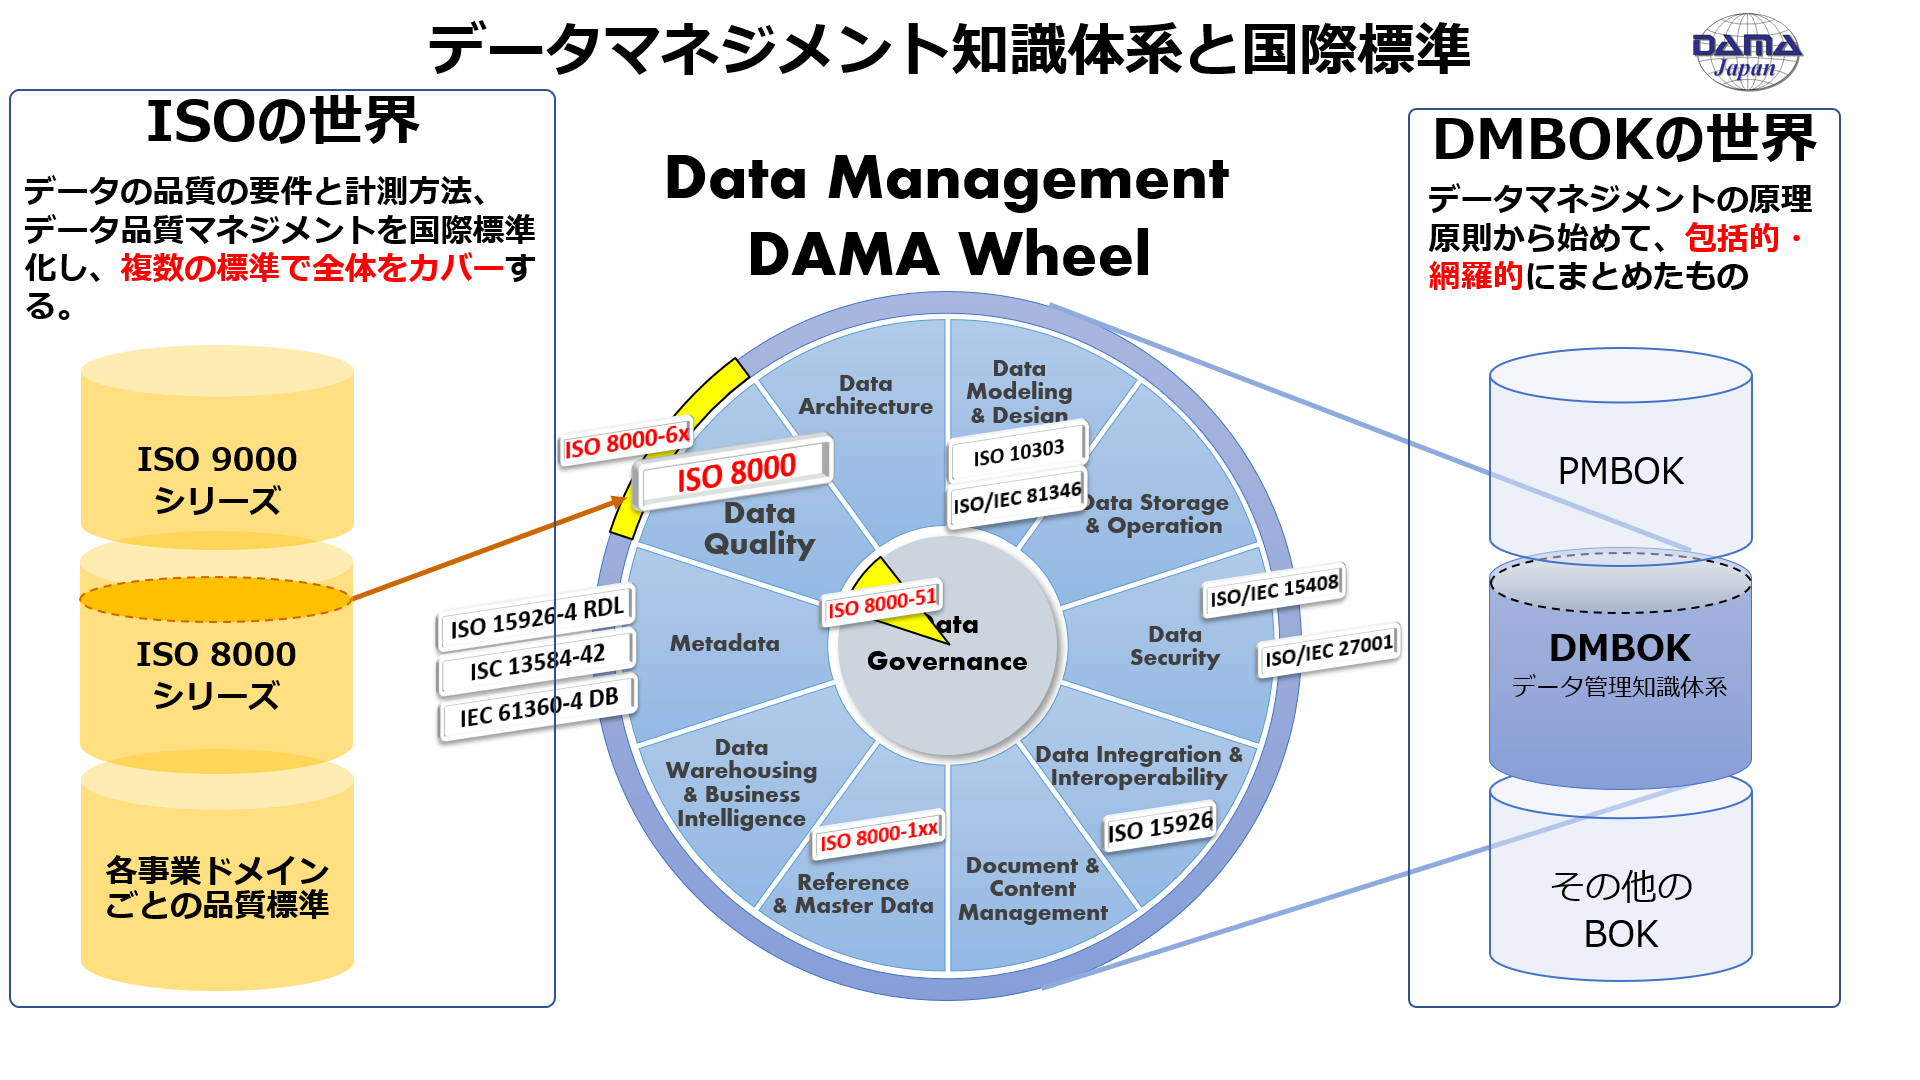 データマネジメント知識体系と国際標準
DAMA
Japan
ISOの世界
データの品質の要件と計測方法、
データ品質マネジメントを国際標準
化し、複数の標準で全体をカバーす
る。
ISO 9000
シリーズ
ISO 8000
シリーズ
各事業ドメイン
ごとの品質標準
Data Management
DAMA Wheel
Data
Architecture
Data
Modeling
& Design
ISO 10303
ISO/IEC 81346
Data Storage
& Operation
ISO/IEC 15408
Data
Security
ISO/IEC 27001
Data Integration &
Interoperability
ISO 15926
Document &
Content
Management
ISO 8000-1xx
Reference
& Master Data
Data
Warehousing
& Business
Intelligence
Metadata
ISO 15926-4 RDL
ISC 13584-42
IEC 61360-4 DB
ISO 8000-6x
ISO 8000
Data
Quality
ISO 8000-51
Data
Governance
DMBOKの世界
データマネジメントの原理
原則から始めて、包括的・
網羅的にまとめたもの
PMBOK
DMBOK
データ管理知識体系
その他の
BOK